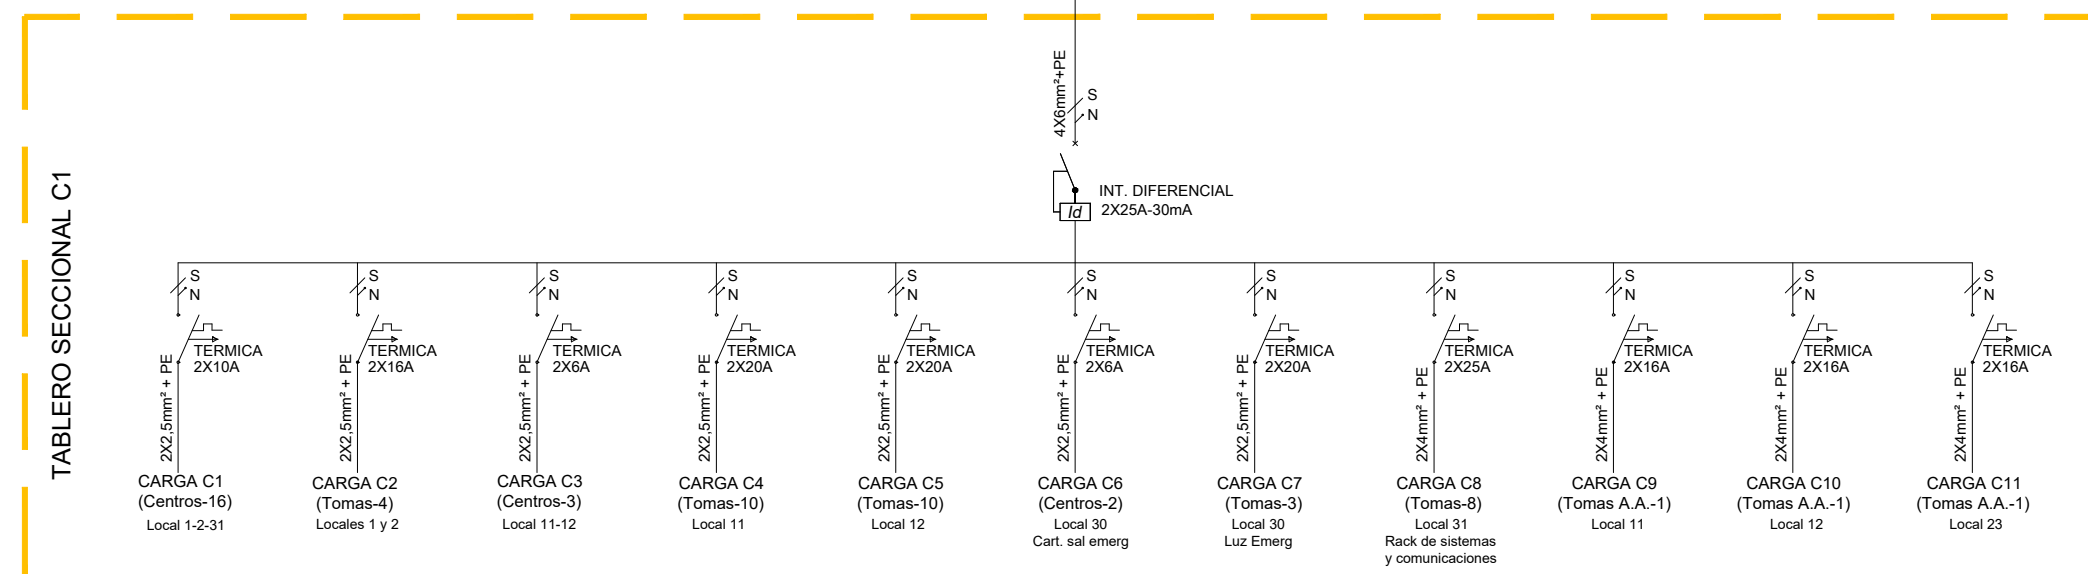 TABLERO SECCIONAL C1
4X6mm²+PE
S
N
INT. DIFERENCIAL
2X25A-30mA
Id
S
N
TERMICA
2X10A
2X2,5mm² + PE
CARGA C1
(Centros-16)
Local 1-2-31
S
N
TERMICA
2X16A
2X2,5mm² + PE
CARGA C2
(Tomas-4)
Locales 1 y 2
S
N
TERMICA
2X6A
2X2,5mm² + PE
CARGA C3
(Centros-3)
Local 11-12
S
N
TERMICA
2X20A
2X2,5mm² + PE
CARGA C4
(Tomas-10)
Local 11
S
N
TERMICA
2X20A
2X2,5mm² + PE
CARGA C5
(Tomas-10)
Local 12
S
N
TERMICA
2X6A
2X2,5mm² + PE
CARGA C6
(Centros-2)
Local 30
Cart. sal emerg
S
N
TERMICA
2X20A
2X2,5mm² + PE
CARGA C7
(Tomas-3)
Local 30
Luz Emerg
S
N
TERMICA
2X25A
2X4mm² + PE
CARGA C8
(Tomas-8)
Local 31
Rack de sistemas
y comunicaciones
S
N
TERMICA
2X16A
2X4mm² + PE
CARGA C9
(Tomas A.A.-1)
Local 11
S
N
TERMICA
2X16A
2X4mm² + PE
CARGA C10
(Tomas A.A.-1)
Local 12
S
N
TERMICA
2X16A
2X4mm² + PE
CARGA C11
(Tomas A.A.-1)
Local 23